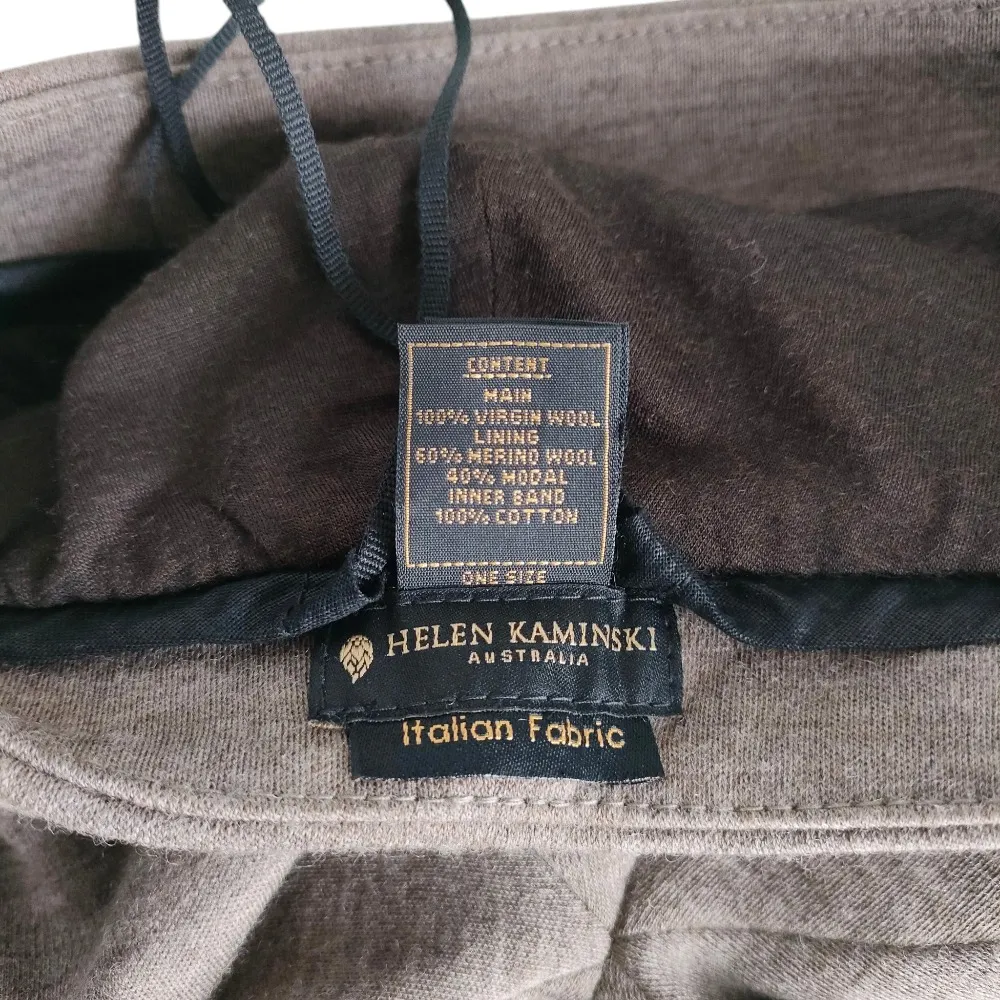 CONTENT
MAIN
100% VIRGIN WOOL
LINING
60% MERINO WOOL
40% MODAL
INNER BAND
100% COTTON
ONE SIZE
HELEN KAMINSKI
AUSTRALIA
Italian Fabric